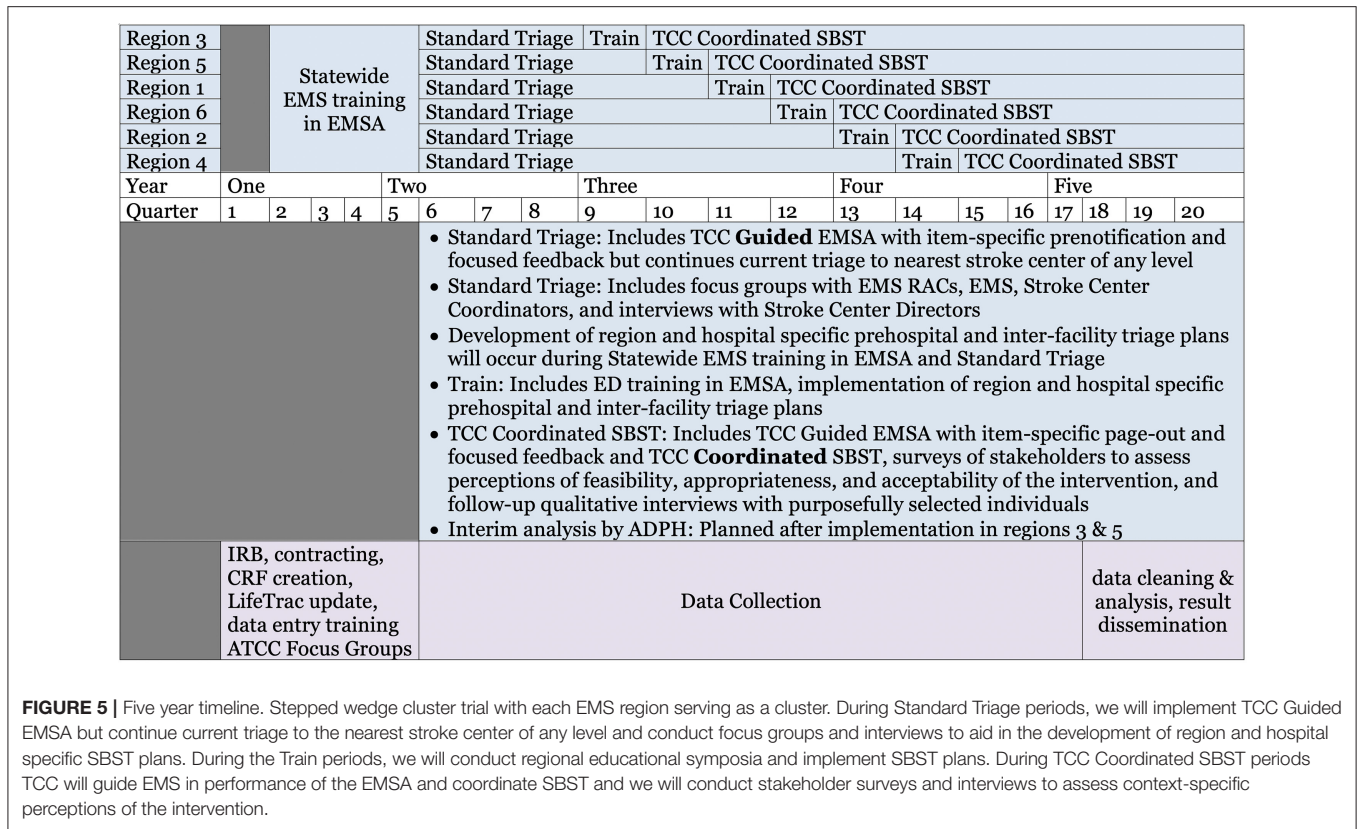 Region 3 Standard Triage Train TCC Coordinated SBST
Region 5 Standard Triage Train TCC Coordinated SBST
Region 1 Standard Triage Train TCC Coordinated SBST
Region 6 Standard Triage Train TCC Coordinated SBST
Region 2 Standard Triage Train TCC Coordinated SBST
Region 4 Standard Triage Train TCC Coordinated SBST
Statewide
EMS training
in EMSA
Year One Two Three Four Five
Quarter 1 2 3 4 5 6 7 8 9 10 11 12 13 14 15 16 17 18 19 20
• Standard Triage: Includes TCC Guided EMSA with item-specific prenotification and
focused feedback but continues current triage to nearest stroke center of any level
• Standard Triage: Includes focus groups with EMS RACs, EMS, Stroke Center
Coordinators, and interviews with Stroke Center Directors
• Development of region and hospital specific prehospital and inter-facility triage plans
will occur during Statewide EMS training in EMSA and Standard Triage
• Train: Includes ED training in EMSA, implementation of region and hospital specific
prehospital and inter-facility triage plans
• TCC Coordinated SBST: Includes TCC Guided EMSA with item-specific page-out and
focused feedback and TCC Coordinated SBST, surveys of stakeholders to assess
perceptions of feasibility, appropriateness, and acceptability of the intervention, and
follow-up qualitative interviews with purposefully selected individuals
• Interim analysis by ADPH: Planned after implementation in regions 3 & 5
IRB, contracting,
CRF creation,
LifeTrac update,
data entry training
ATCC Focus Groups
Data Collection
data cleaning &
analysis, result
dissemination
FIGURE 5 | Five year timeline. Stepped wedge cluster trial with each EMS region serving as a cluster. During Standard Triage periods, we will implement TCC Guided
EMSA but continue current triage to the nearest stroke center of any level and conduct focus groups and interviews to aid in the development of region and hospital
specific SBST plans. During the Train periods, we will conduct regional educational symposia and implement SBST plans. During TCC Coordinated SBST periods
TCC will guide EMS in performance of the EMSA and coordinate SBST and we will conduct stakeholder surveys and interviews to assess context-specific
perceptions of the intervention.